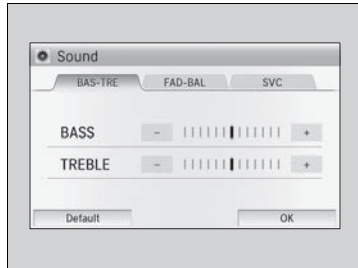 Sound
BAS-TRE FAD-BAL SVC
BASS - +
TREBLE - +
Default OK